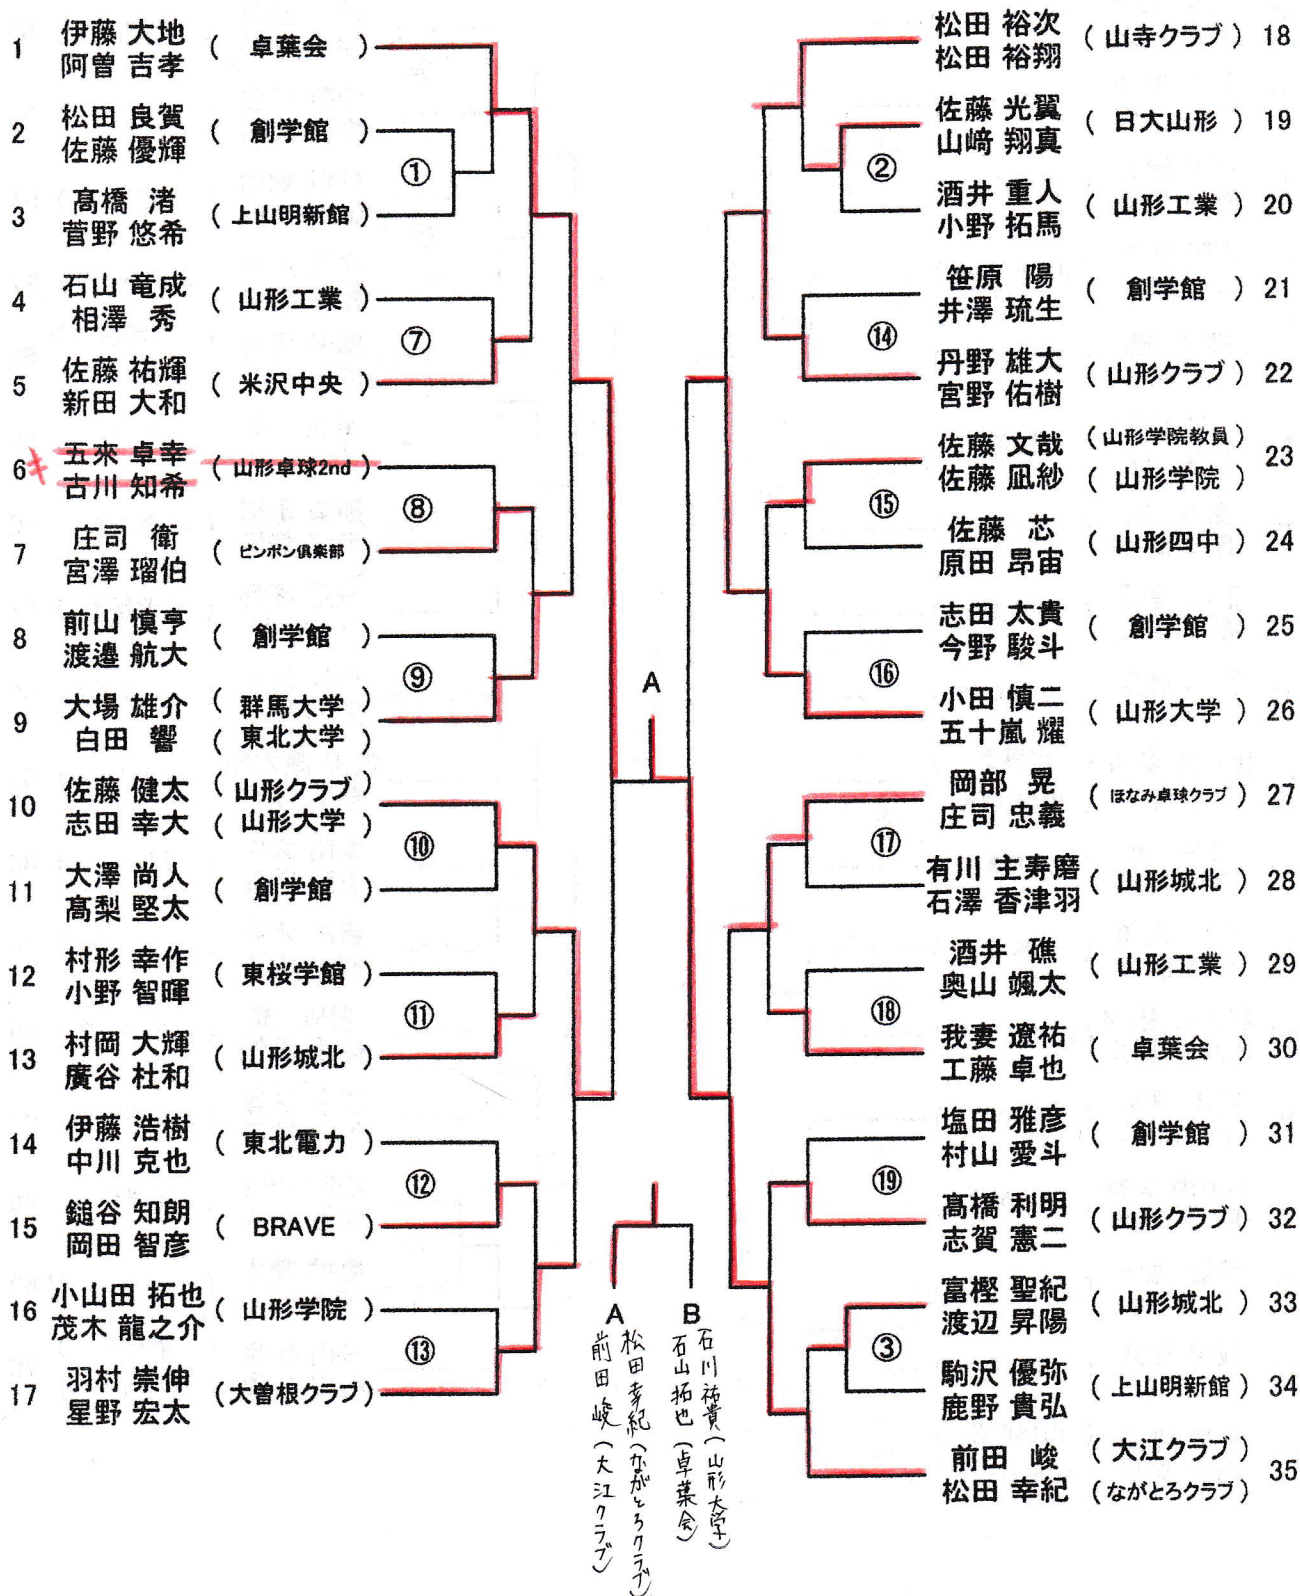 1 伊藤 大地 ( 卓葉会 )
阿曽 吉孝
2 松田 良賀 ( 創学館 )
佐藤 優輝
①
3 髙橋 渚 ( 上山明新館 )
菅野 悠希
4 石山 竜成 ( 山形工業 )
相澤 秀
⑦
5 佐藤 祐輝 ( 米沢中央 )
新田 大和
6 五來 卓幸 ( 山形卓球2nd )
古川 知希
⑧
7 庄司 衛 ( ピンポン倶楽部 )
宮澤 瑠伯
8 前山 慎亨 ( 創学館 )
渡邉 航大
⑨
9 大場 雄介 ( 群馬大学 )
白田 響 ( 東北大学 )
10 佐藤 健太 ( 山形クラブ )
志田 幸大 ( 山形大学 )
⑩
11 大澤 尚人 ( 創学館 )
髙梨 堅太
12 村形 幸作 ( 東桜学館 )
小野 智暉
⑪
13 村岡 大輝 ( 山形城北 )
廣谷 杜和
14 伊藤 浩樹 ( 東北電力 )
中川 克也
⑫
15 鎚谷 知朗 ( BRAVE )
岡田 智彦
16 小山田 拓也 ( 山形学院 )
茂木 龍之介
⑬
17 羽村 崇伸 ( 大曽根クラブ )
星野 宏太
A
A B
松田幸紀(ながとろクラブ)
前田 峻(大江クラブ)
石川祐貴(山形大学)
石山拓也(卓葉会)
松田 裕次 ( 山寺クラブ ) 18
松田 裕翔
佐藤 光翼 ( 日大山形 ) 19
山﨑 翔真
②
酒井 重人 ( 山形工業 ) 20
小野 拓馬
笹原 陽 ( 創学館 ) 21
井澤 琉生
⑭
丹野 雄大 ( 山形クラブ ) 22
宮野 佑樹
佐藤 文哉 ( 山形学院教員 ) 23
佐藤 凪紗 ( 山形学院 )
⑮
佐藤 芯 ( 山形四中 ) 24
原田 昂宙
志田 太貴 ( 創学館 ) 25
今野 駿斗
⑯
小田 慎二 ( 山形大学 ) 26
五十嵐 耀
岡部 晃 ( ほなみ卓球クラブ ) 27
庄司 忠義
⑰
有川 主寿磨 ( 山形城北 ) 28
石澤 香津羽
酒井 礁 ( 山形工業 ) 29
奥山 颯太
⑱
我妻 遼祐 ( 卓葉会 ) 30
工藤 卓也
塩田 雅彦 ( 創学館 ) 31
村山 愛斗
⑲
髙橋 利明 ( 山形クラブ ) 32
志賀 憲二
富樫 聖紀 ( 山形城北 ) 33
渡辺 昇陽
③
駒沢 優弥 ( 上山明新館 ) 34
鹿野 貴弘
前田 峻 ( 大江クラブ ) 35
松田 幸紀 ( ながとろクラブ )